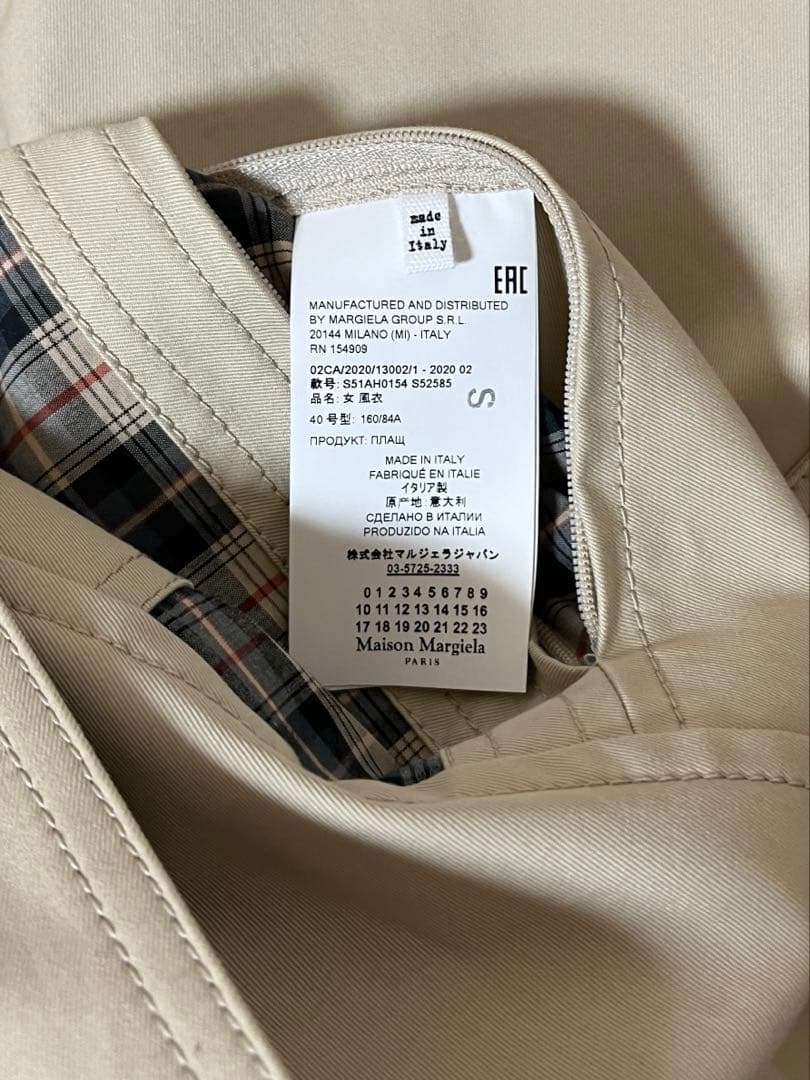 made
in
Italy
EAC
MANUFACTURED AND DISTRIBUTED
BY MARGIELA GROUP S.R.L
20144 MILANO (MI) - ITALY
RN 154909
02CA/2020/13002/1 - 2020 02
款号: S51AH0154 S52585
品名: 女 風衣
S
40 号型: 160/84A
ПРОДУКТ: ПЛАЩ
MADE IN ITALY
FABRIQUÉ EN ITALIE
イタリア製
原产地: 意大利
СДЕЛАНО В ИТАЛИИ
PRODUZIDO NA ITALIA
株式会社マルジェラジャパン
03-5725-2333
0 1 2 3 4 5 6 7 8 9
10 11 12 13 14 15 16
17 18 19 20 21 22 23
Maison Margiela
PARIS